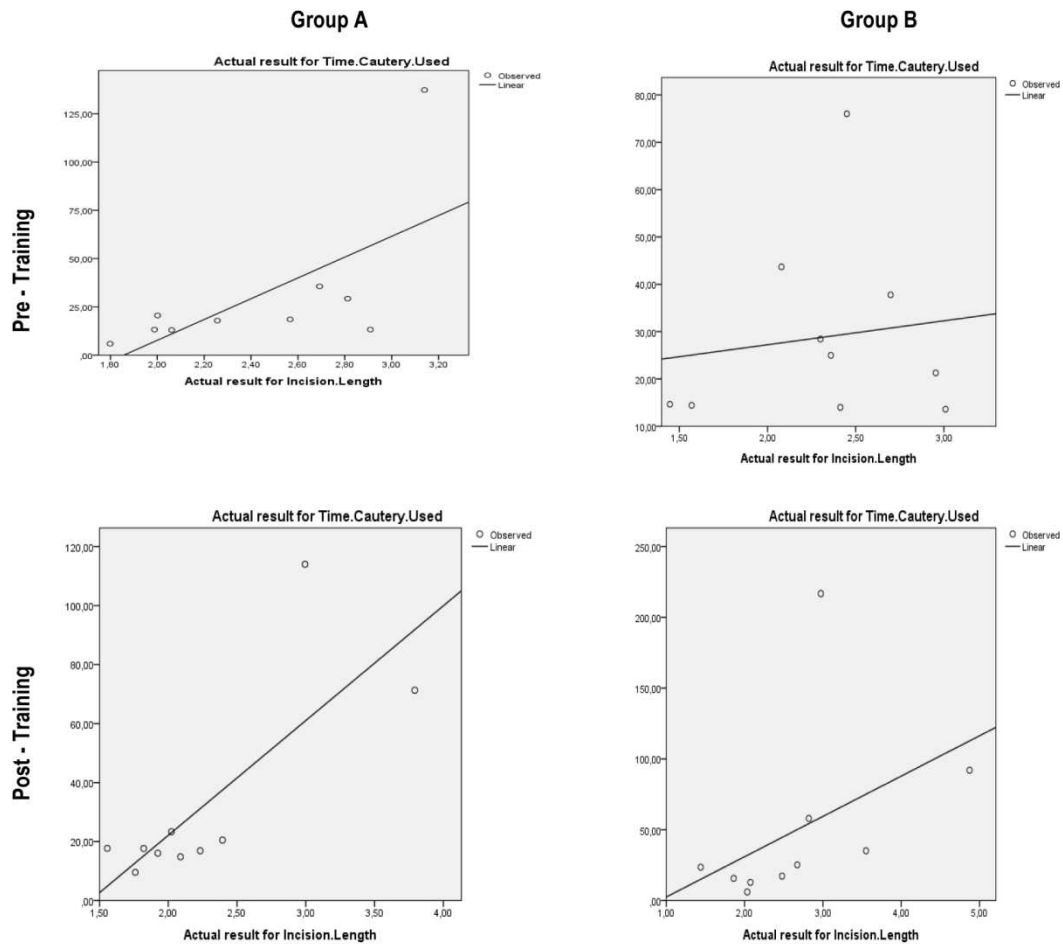 Group A
Group B
Pre - Training
Actual result for Time.Cautery.Used
Observed
Linear
125,00
100,00
75,00
50,00
25,00
,00
1,80 2,00 2,20 2,40 2,60 2,80 3,00 3,20
Actual result for Incision.Length
Actual result for Time.Cautery.Used
Observed
Linear
80,00
70,00
60,00
50,00
40,00
30,00
20,00
10,00
1,50 2,00 2,50 3,00
Actual result for Incision.Length
Post - Training
Actual result for Time.Cautery.Used
Observed
Linear
120,00
100,00
80,00
60,00
40,00
20,00
,00
1,50 2,00 2,50 3,00 3,50 4,00
Actual result for Incision.Length
Actual result for Time.Cautery.Used
Observed
Linear
250,00
200,00
150,00
100,00
50,00
,00
1,00 2,00 3,00 4,00 5,00
Actual result for Incision.Length